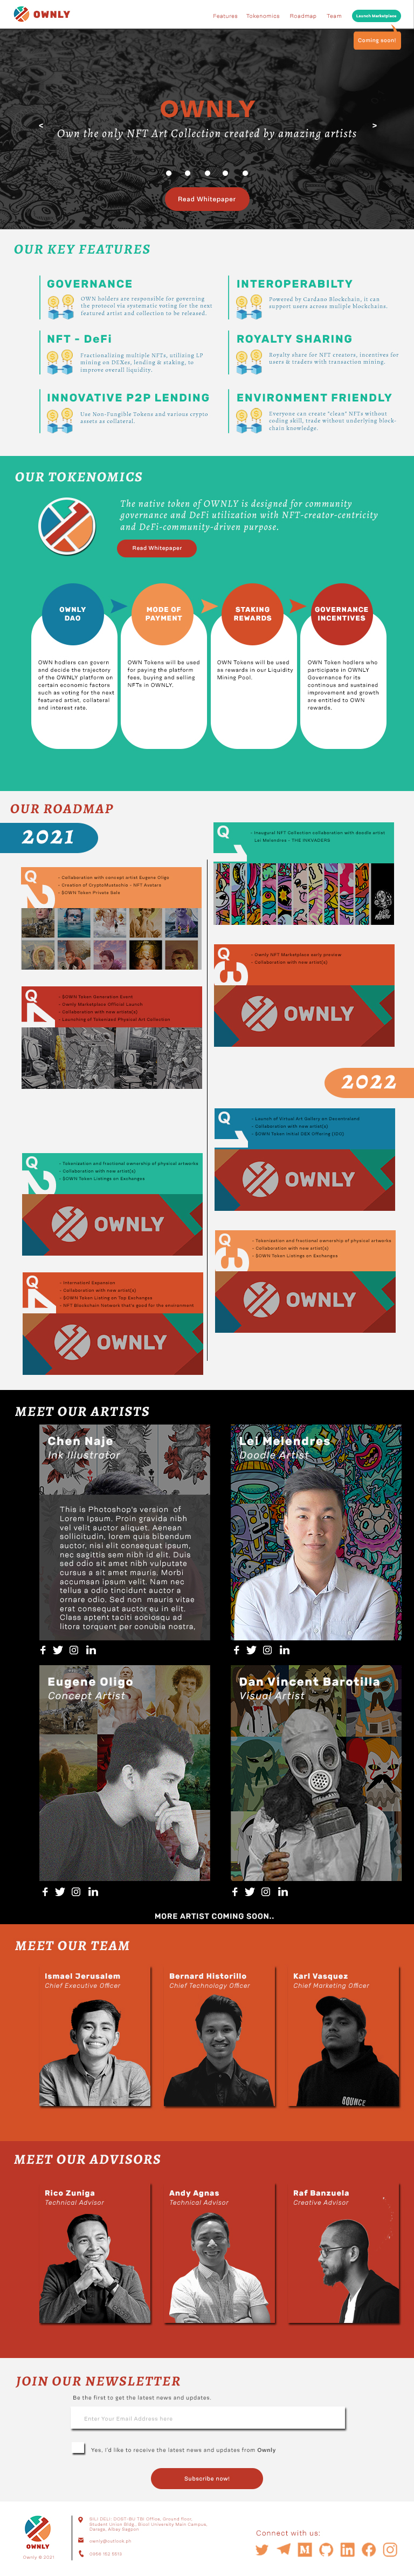 OWNLY
Features Tokenomics Roadmap Team Launch Marketplace
Coming soon!
OWNLY
< Own the only NFT Art Collection created by amazing artists >
Read Whitepaper
OUR KEY FEATURES
GOVERNANCE
OWN holders are responsible for governing
the protocol via systematic voting for the next
featured artist and collection to be released.
INTEROPERABILTY
Powered by Cardano Blockchain, it can
support users across muliple blockchains.
NFT - DeFi
Fractionalizing multiple NFTs, utilizing LP
mining on DEXes, lending & staking, to
improve overall liquidity.
ROYALTY SHARING
Royalty share for NFT creators, incentives for
users & traders with transaction mining.
INNOVATIVE P2P LENDING
Use Non-Fungible Tokens and various crypto
assets as collateral.
ENVIRONMENT FRIENDLY
Everyone can create "clean" NFTs without
coding skill, trade without underlying block-
chain knowledge.
OUR TOKENOMICS
The native token of OWNLY is designed for community
governance and DeFi utilization with NFT-creator-centricity
and DeFi-community-driven purpose.
Read Whitepaper
OWNLY
DAO
OWN hodlers can govern
and decide the trajectory
of the OWNLY platform on
certain economic factors
such as voting for the next
featured artist, collateral
and interest rate.
MODE OF
PAYMENT
OWN Tokens will be used
for paying the platform
fees, buying and selling
NFTs in OWNLY.
STAKING
REWARDS
OWN Tokens will be used
as rewards in our Liquidity
Mining Pool.
GOVERNANCE
INCENTIVES
OWN Token hodlers who
participate in OWNLY
Governance for its
continous and sustained
improvement and growth
are entitled to OWN
rewards.
OUR ROADMAP
2021
Q1
- Inaugural NFT Collection collaboration with doodle artist
Lei Melendres - THE INKVADERS
Q2
- Collaboration with concept artist Eugene Oligo
- Creation of CryptoMustachio - NFT Avatars
- $OWN Token Private Sale
Q3
- Ownly NFT Marketplace early preview
- Collaboration with new artist(s)
OWNLY
Q4
- $OWN Token Generation Event
- Ownly Marketplace Official Launch
- Collaboration with new artist(s)
- Launching of Tokenized Physical Art Collection
2022
Q1
- Launch of Virtual Art Gallery on Decentraland
- Collaboration with new artist(s)
- $OWN Token Initial DEX Offering (IDO)
OWNLY
Q2
- Tokenization and fractional ownership of physical artworks
- Collaboration with new artist(s)
- $OWN Token Listings on Exchanges
OWNLY
Q3
- Tokenization and fractional ownership of physical artworks
- Collaboration with new artist(s)
- $OWN Token Listings on Exchanges
OWNLY
Q4
- Internationl Expansion
- Collaboration with new artist(s)
- $OWN Token Listing on Top Exchanges
- NFT Blockchain Network that's good for the environment
OWNLY
MEET OUR ARTISTS
Chen Naje
Ink Illustrator
This is Photoshop's version of
Lorem Ipsum. Proin gravida nibh
vel velit auctor aliquet. Aenean
sollicitudin, lorem quis bibendum
auctor, nisi elit consequat ipsum,
nec sagittis sem nibh id elit. Duis
sed odio sit amet nibh vulputate
cursus a sit amet mauris. Morbi
accumsan ipsum velit. Nam nec
tellus a odio tincidunt auctor a
ornare odio. Sed non mauris vitae
erat consequat auctor eu in elit.
Class aptent taciti sociosqu ad
litora torquent per conubia nostra,
Lei Melendres
Doodle Artist
Eugene Oligo
Concept Artist
Dan Vincent Barotilla
Visual Artist
MORE ARTIST COMING SOON..
MEET OUR TEAM
Ismael Jerusalem
Chief Executive Officer
Bernard Historillo
Chief Technology Officer
Karl Vasquez
Chief Marketing Officer
BOUNCE
MEET OUR ADVISORS
Rico Zuniga
Technical Advisor
Andy Agnas
Technical Advisor
Raf Banzuela
Creative Advisor
JOIN OUR NEWSLETTER
Be the first to get the latest news and updates.
Enter Your Email Address here
Yes, I'd like to receive the latest news and updates from Ownly
Subscribe now!
OWNLY
Ownly © 2021
Student Union Bldg., Bicol University Main Campus,
ownly@outlook.ph
Connect with us: